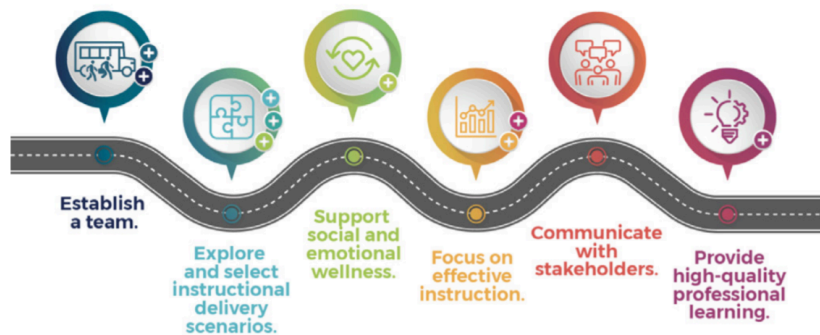 Establish
a team.
Explore
and select
instructional
delivery
scenarios.
Support
social and
emotional
wellness.
Focus on
effective
instruction.
Communicate
with
stakeholders.
Provide
high-quality
professional
learning.